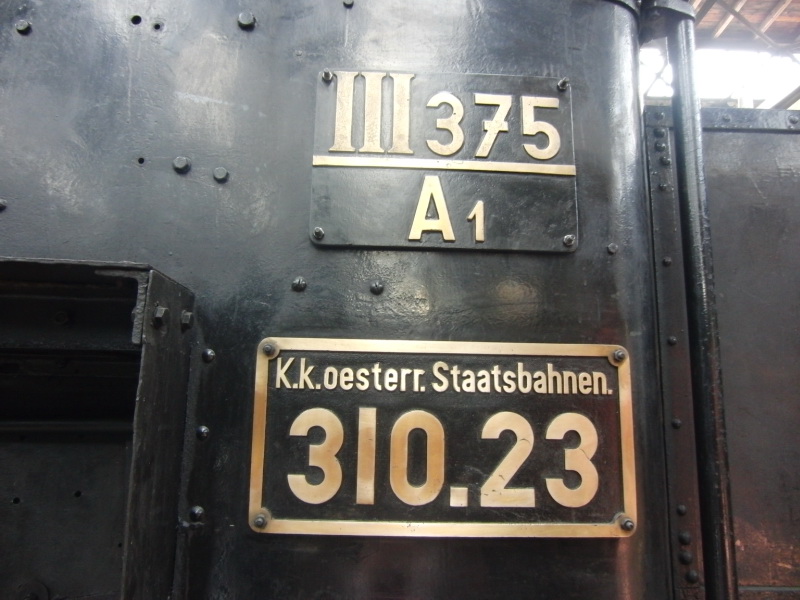 III 375
A1
K.k.oesterr. Staatsbahnen.
310.23